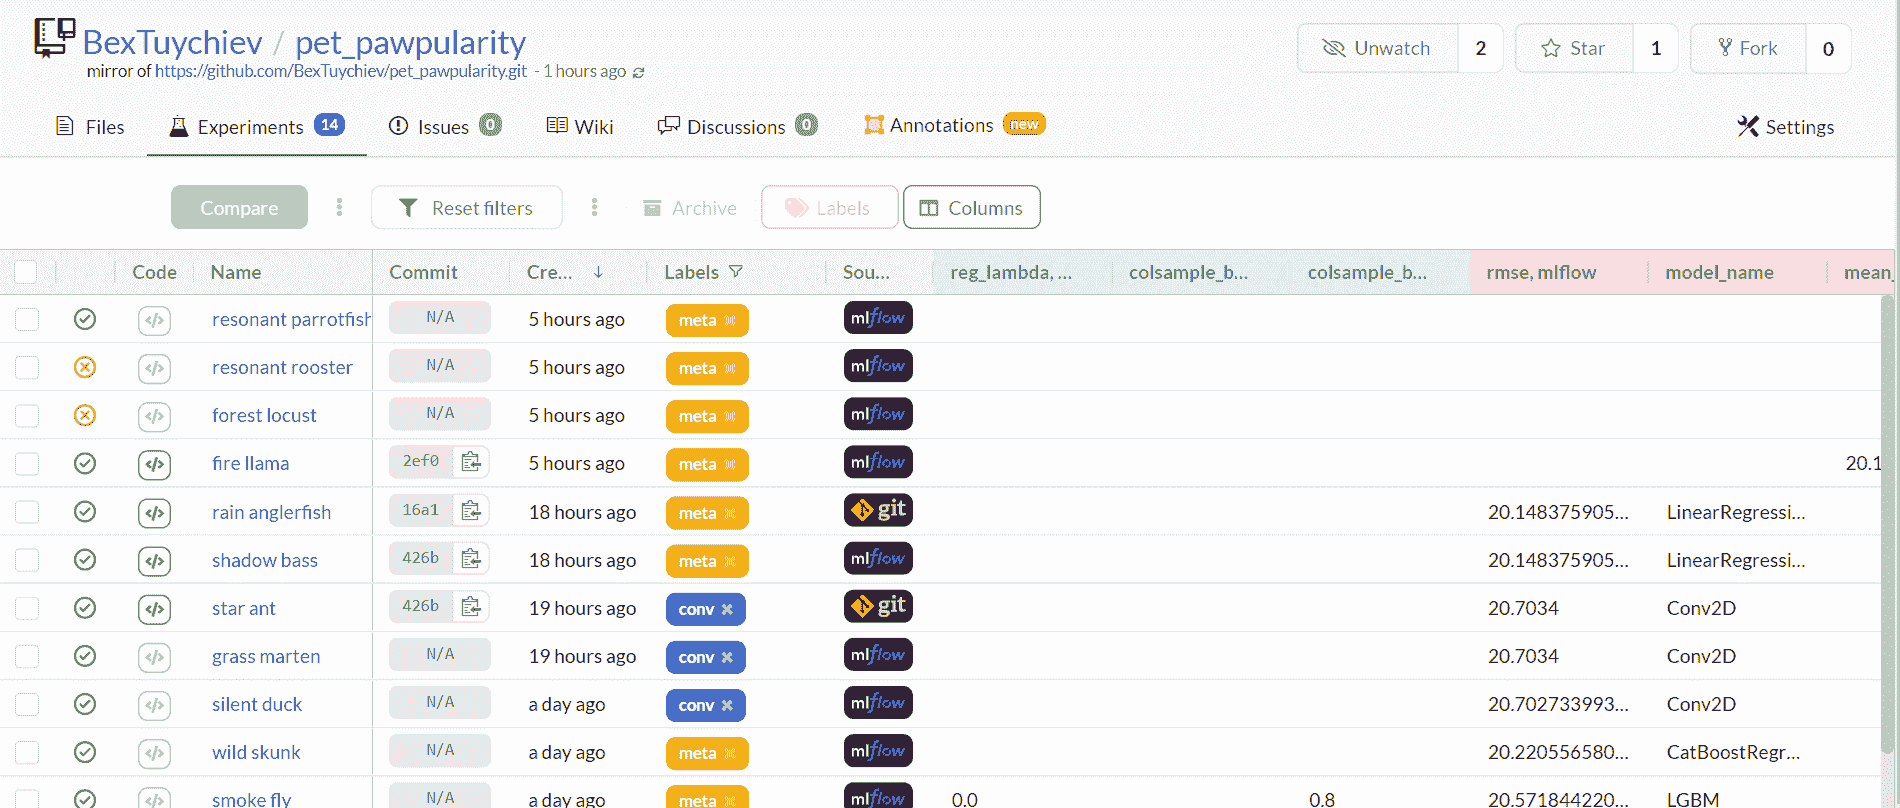 BexTuychiev / pet_pawpularity
mirror of https://github.com/BexTuychiev/pet_pawpularity.git - 1 hours ago
Unwatch 2 Star 1 Fork 0
Files Experiments 14 Issues 0 Wiki Discussions 0 Annotations new Settings
Compare Reset filters Archive Labels Columns
Code Name Commit Cre... Labels Sou... reg_lambda, ... colsample_b... colsample_b... rmse, mlflow model_name mean_
resonant parrotfish N/A 5 hours ago meta mlflow
resonant rooster N/A 5 hours ago meta mlflow
forest locust N/A 5 hours ago meta mlflow
fire llama 2ef0 5 hours ago meta mlflow 20.1
rain anglerfish 16a1 18 hours ago meta git 20.148375905... LinearRegressi...
shadow bass 426b 18 hours ago meta mlflow 20.148375905... LinearRegressi...
star ant 426b 19 hours ago conv git 20.7034 Conv2D
grass marten N/A 19 hours ago conv mlflow 20.7034 Conv2D
silent duck N/A a day ago conv mlflow 20.702733993... Conv2D
wild skunk N/A a day ago meta mlflow 20.220556580... CatBoostRegr...
smoke fly N/A a day ago meta mlflow 0.0 0.8 20.571844220... LGBM